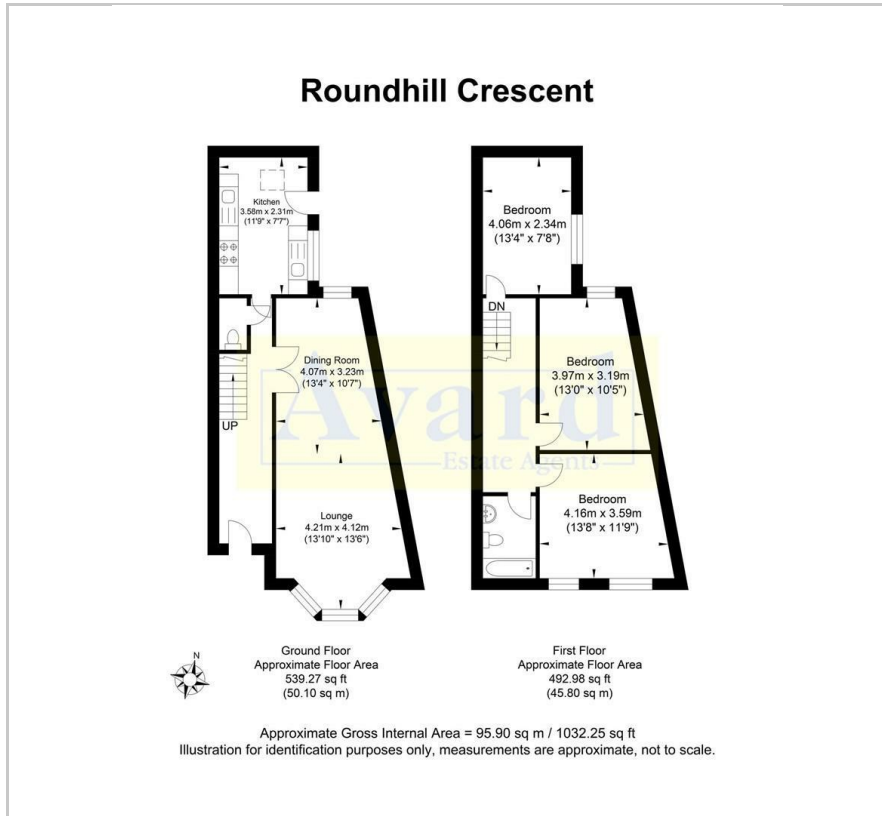 Roundhill Crescent
Kitchen
3.58m x 2.31m
(11'9" x 7'7")
Dining Room
4.07m x 3.23m
(13'4" x 10'7")
UP
Lounge
4.21m x 4.12m
(13'10" x 13'6")
Bedroom
4.06m x 2.34m
(13'4" x 7'8")
DN
Bedroom
3.97m x 3.19m
(13'0" x 10'5")
Bedroom
4.16m x 3.59m
(13'8" x 11'9")
Avard
Estate Agents
N
Ground Floor
Approximate Floor Area
539.27 sq ft
(50.10 sq m)
First Floor
Approximate Floor Area
492.98 sq ft
(45.80 sq m)
Approximate Gross Internal Area = 95.90 sq m / 1032.25 sq ft
Illustration for identification purposes only, measurements are approximate, not to scale.